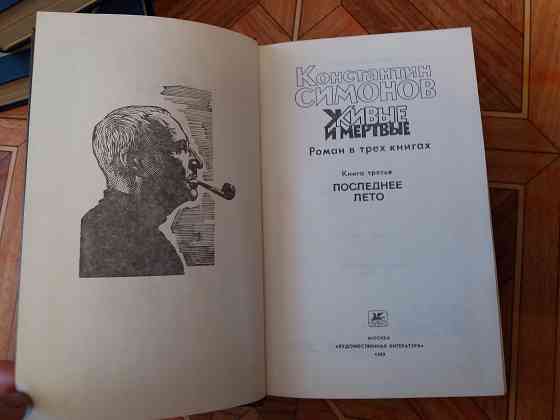 Константин
СИМОНОВ
ЖИВЫЕ
И МЕРТВЫЕ
Роман в трех книгах
Книга третья
ПОСЛЕДНЕЕ
ЛЕТО
МОСКВА
«ХУДОЖЕСТВЕННАЯ ЛИТЕРАТУРА»